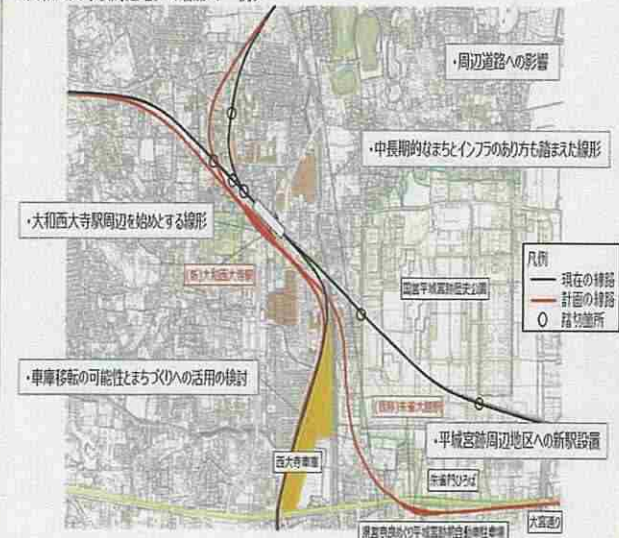 ・周辺道路への影響
・中長期的なまちとインフラのあり方も踏まえた線形
・大和西大寺駅周辺を始めとする線形
(新)大和西大寺駅
凡例
現在の線路
計画の線路
踏切箇所
国営平城宮跡歴史公園
・車庫移転の可能性とまちづくりへの活用の検討
(仮称)朱雀大路駅
・平城宮跡周辺地区への新駅設置
西大寺車庫
朱雀門ひろば
大宮通り